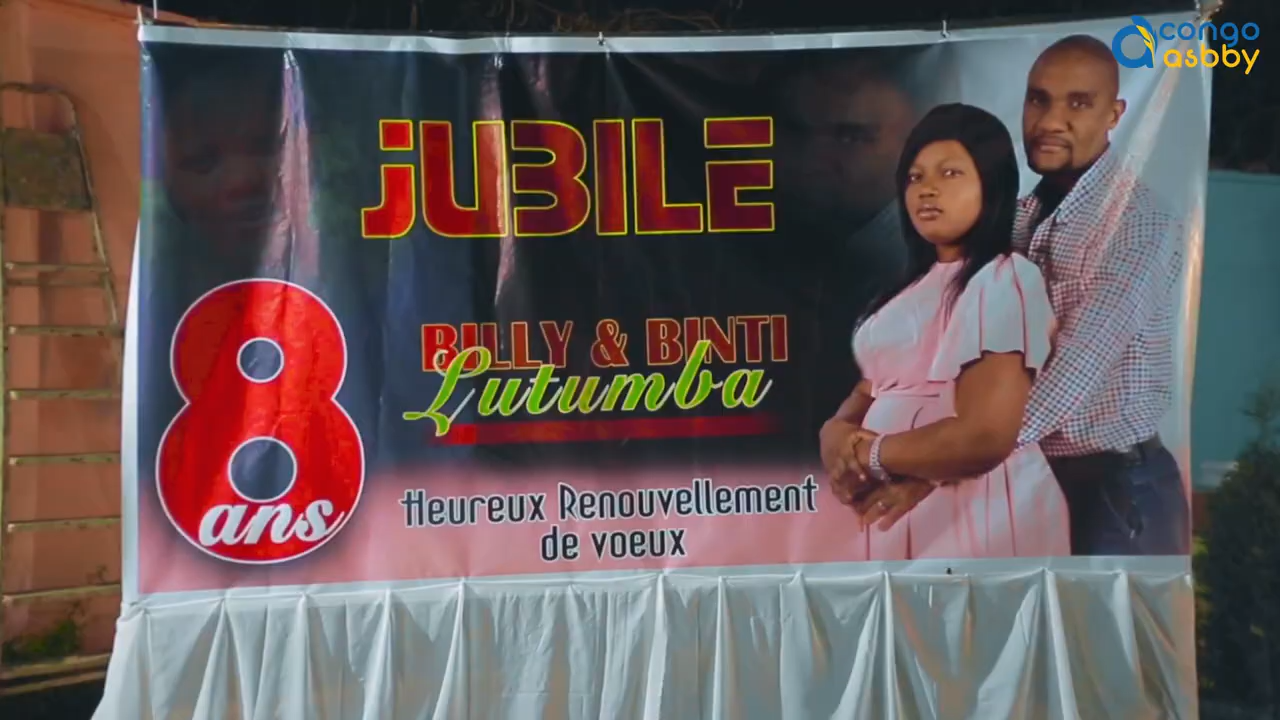 congo
asbby
JUBILE
BILLY & BINTI
Lutumba
8
ans
Heureux Renouvellement
de voeux